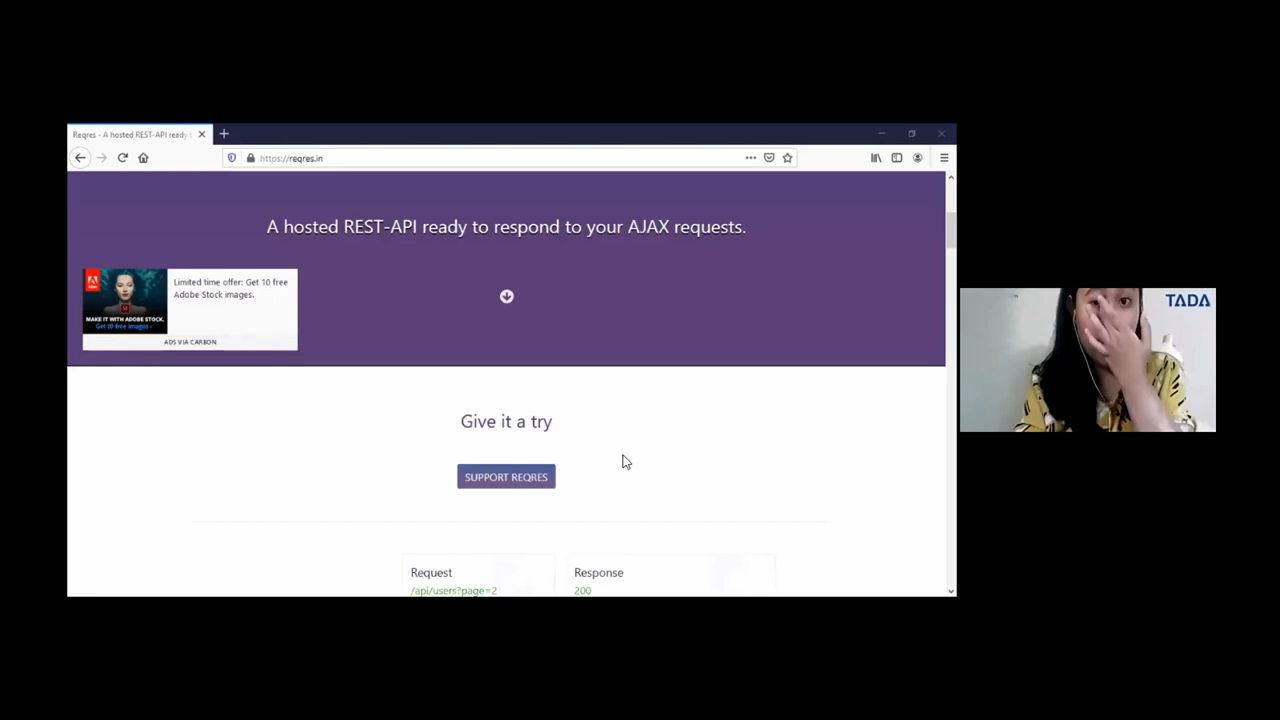 Reqres - A hosted REST-API ready
https://reqres.in
A hosted REST-API ready to respond to your AJAX requests.
Limited time offer: Get 10 free
Adobe Stock images.
MAKE IT WITH ADOBE STOCK.
Get 10 free images ›
ADS VIA CARBON
TADA
Give it a try
SUPPORT REQRES
Request
Response
/api/users?page=2
200